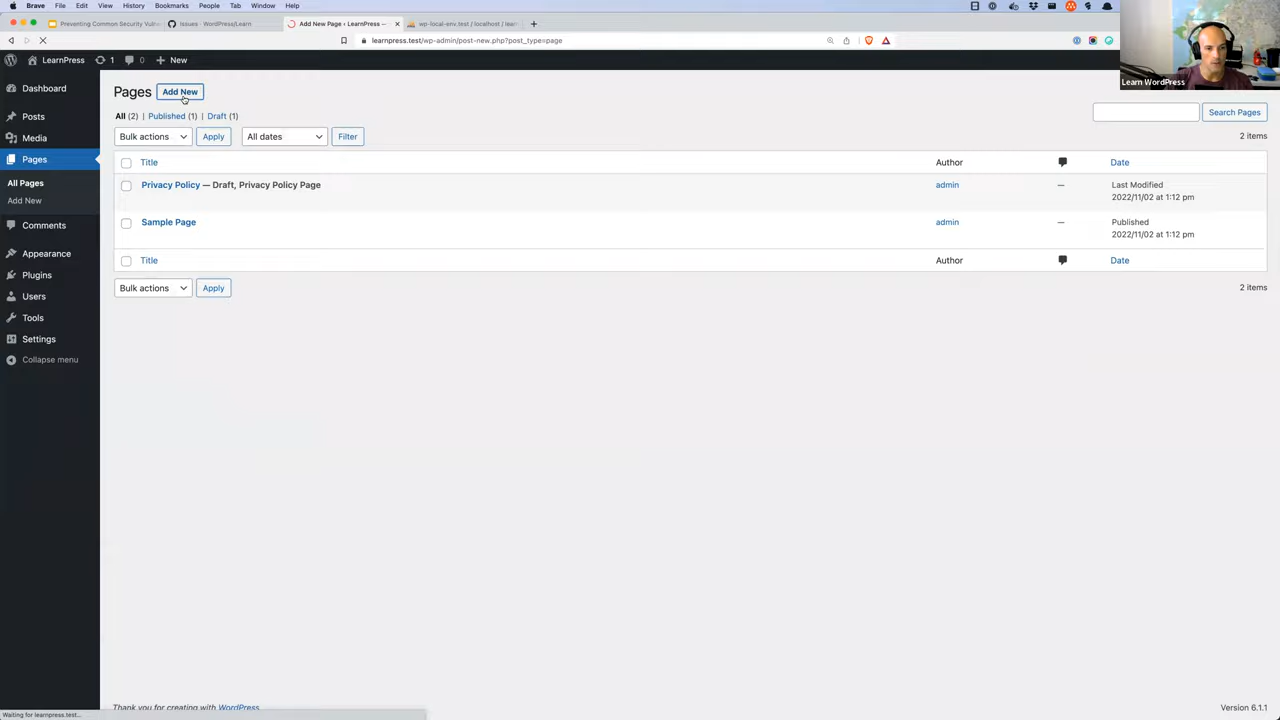 Brave File Edit View History Bookmarks People Tab Window Help
Preventing Common Security Vulne
Issues · WordPress/Learn
Add New Page ‹ LearnPress —
wp-local-env.test / localhost / learn
learnpress.test/wp-admin/post-new.php?post_type=page
LearnPress 1 0 New
Learn WordPress
Dashboard
Posts
Media
Pages
All Pages
Add New
Comments
Appearance
Plugins
Users
Tools
Settings
Collapse menu
Pages Add New
All (2) | Published (1) | Draft (1)
Search Pages
Bulk actions Apply All dates Filter
2 items
Title Author Date
Privacy Policy — Draft, Privacy Policy Page admin — Last Modified
2022/11/02 at 1:12 pm
Sample Page admin — Published
2022/11/02 at 1:12 pm
Title Author Date
Bulk actions Apply
2 items
Thank you for creating with WordPress.
Version 6.1.1
Waiting for learnpress.test...